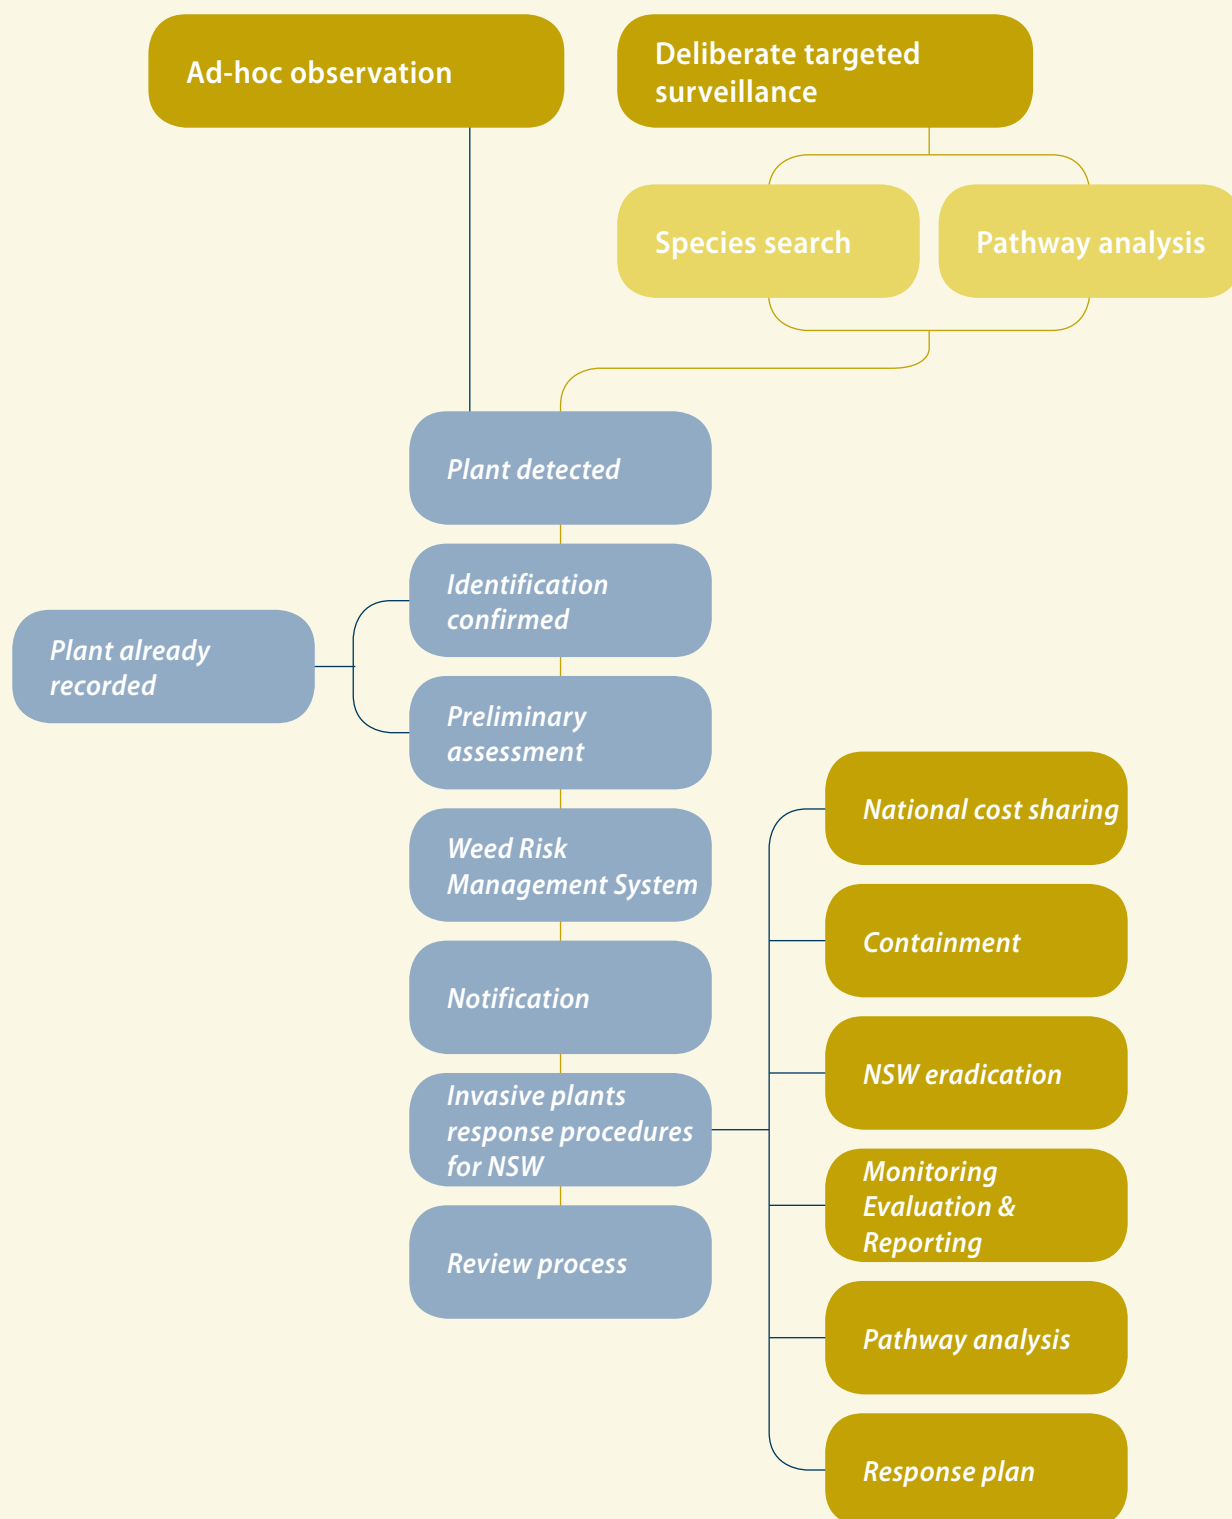 Ad-hoc observation
Deliberate targeted
surveillance
Species search
Pathway analysis
Plant detected
Identification
confirmed
Plant already
recorded
Preliminary
assessment
Weed Risk
Management System
Notification
Invasive plants
response procedures
for NSW
Review process
National cost sharing
Containment
NSW eradication
Monitoring
Evaluation &
Reporting
Pathway analysis
Response plan